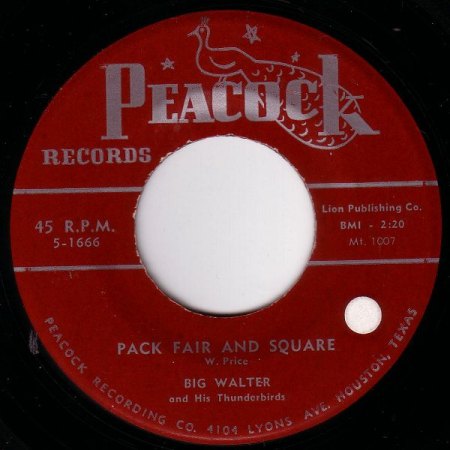 PEACOCK
RECORDS
45 R.P.M.
5-1666
Lion Publishing Co.
BMI - 2:20
Mt. 1007
PACK FAIR AND SQUARE
W. Price
BIG WALTER
and His Thunderbirds
PEACOCK RECORDING CO. 4104 LYONS AVE. HOUSTON, TEXAS